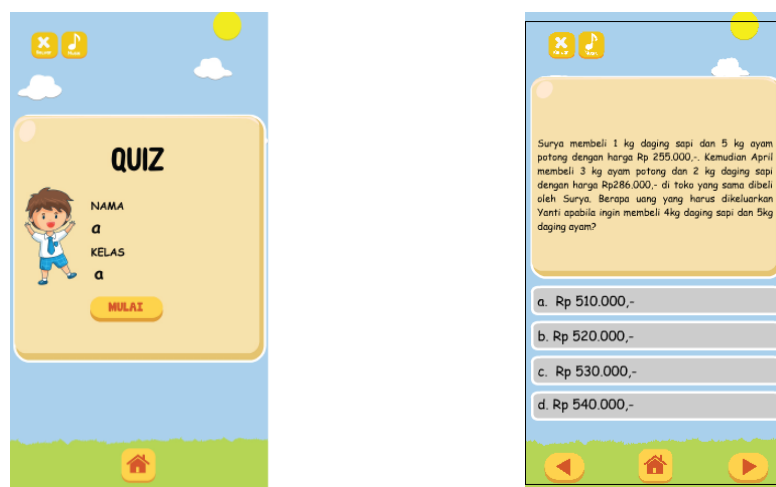 QUIZ
NAMA
a
KELAS
a
MULAI
Surya membeli 1 kg daging sapi dan 5 kg ayam
potong dengan harga Rp 255.000,-. Kemudian April
membeli 3 kg ayam potong dan 2 kg daging sapi
dengan harga Rp286.000,- di toko yang sama dibeli
oleh Surya. Berapa uang yang harus dikeluarkan
Yanti apabila ingin membeli 4kg daging sapi dan 5kg
daging ayam?
a. Rp 510.000,-
b. Rp 520.000,-
c. Rp 530.000,-
d. Rp 540.000,-